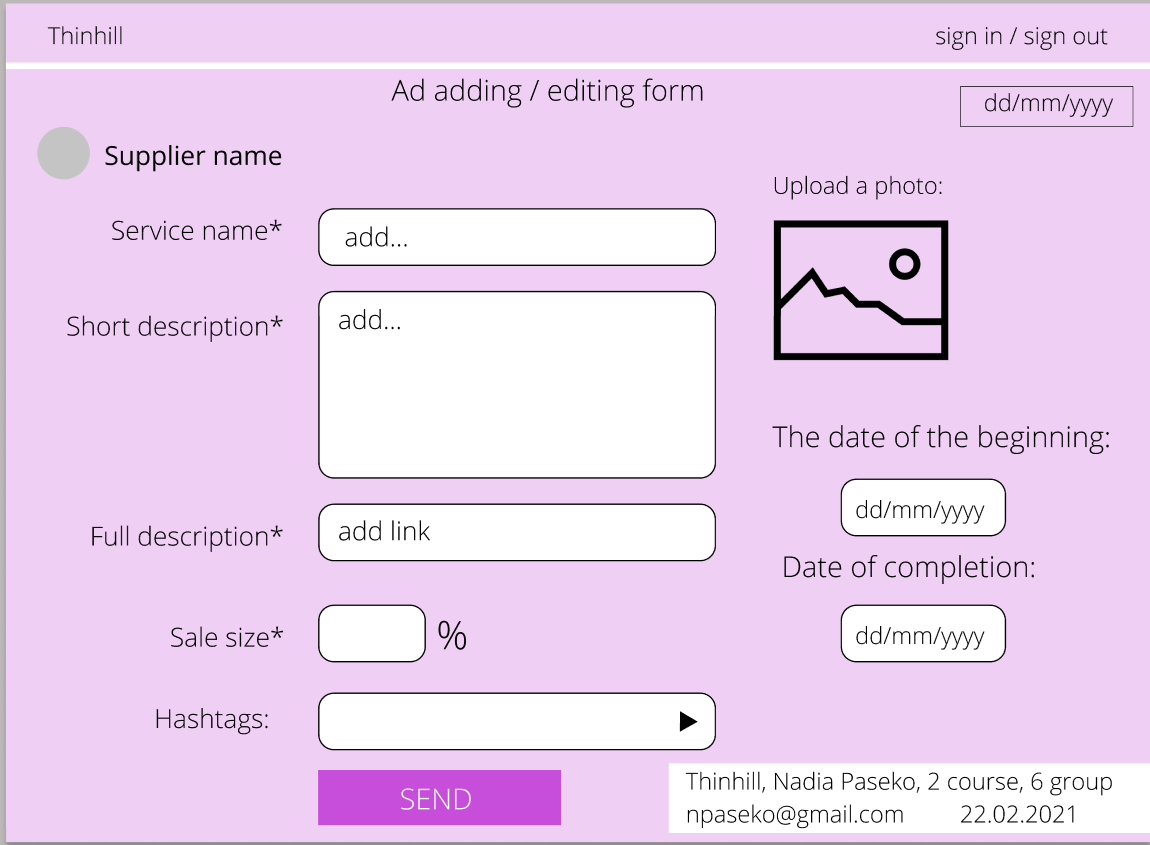 Thinhill
sign in / sign out
Ad adding / editing form
dd/mm/yyyy
Supplier name
Upload a photo:
Service name*
add...
Short description*
add...
The date of the beginning:
dd/mm/yyyy
Full description*
add link
Date of completion:
dd/mm/yyyy
Sale size*
%
Hashtags:
SEND
Thinhill, Nadia Paseko, 2 course, 6 group
npaseko@gmail.com 22.02.2021